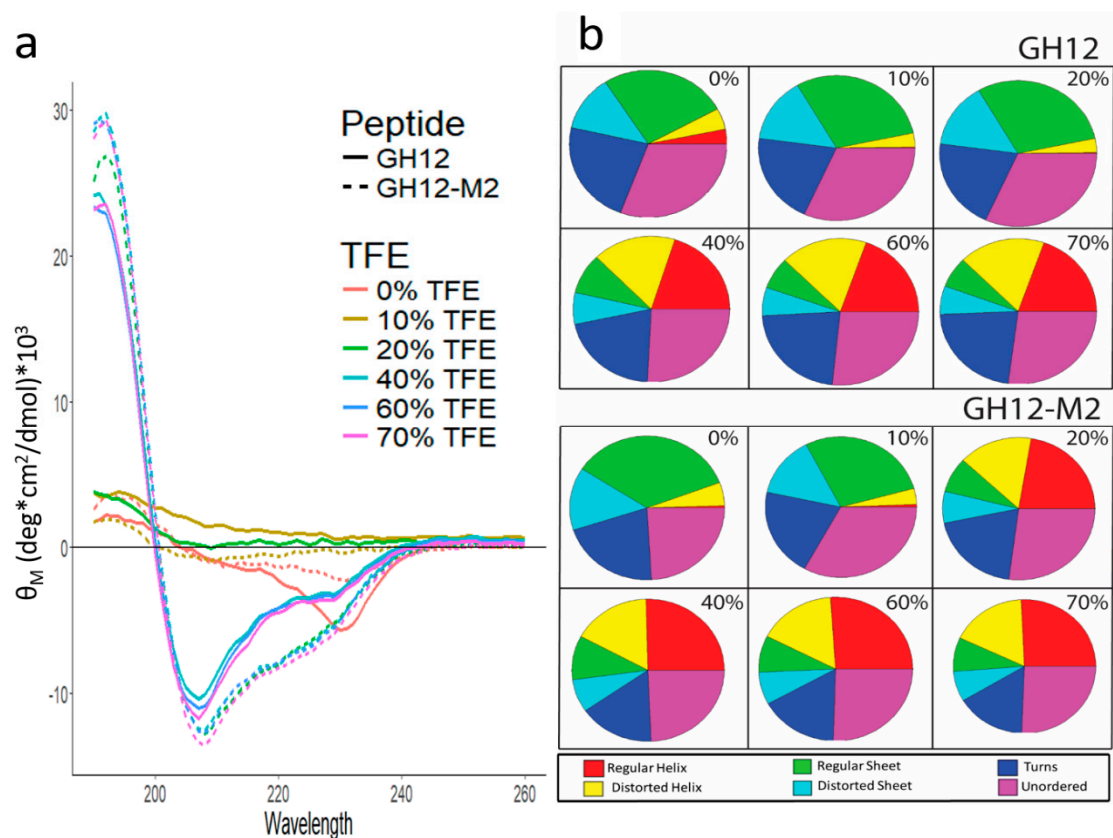 a
Peptide
GH12
GH12-M2
TFE
0% TFE
10% TFE
20% TFE
40% TFE
60% TFE
70% TFE
30
20
10
0
-10
θM (deg*cm²/dmol)*10³
200
220
240
260
Wavelength
b
GH12
0%
10%
20%
40%
60%
70%
GH12-M2
0%
10%
20%
40%
60%
70%
Regular Helix
Regular Sheet
Turns
Distorted Helix
Distorted Sheet
Unordered